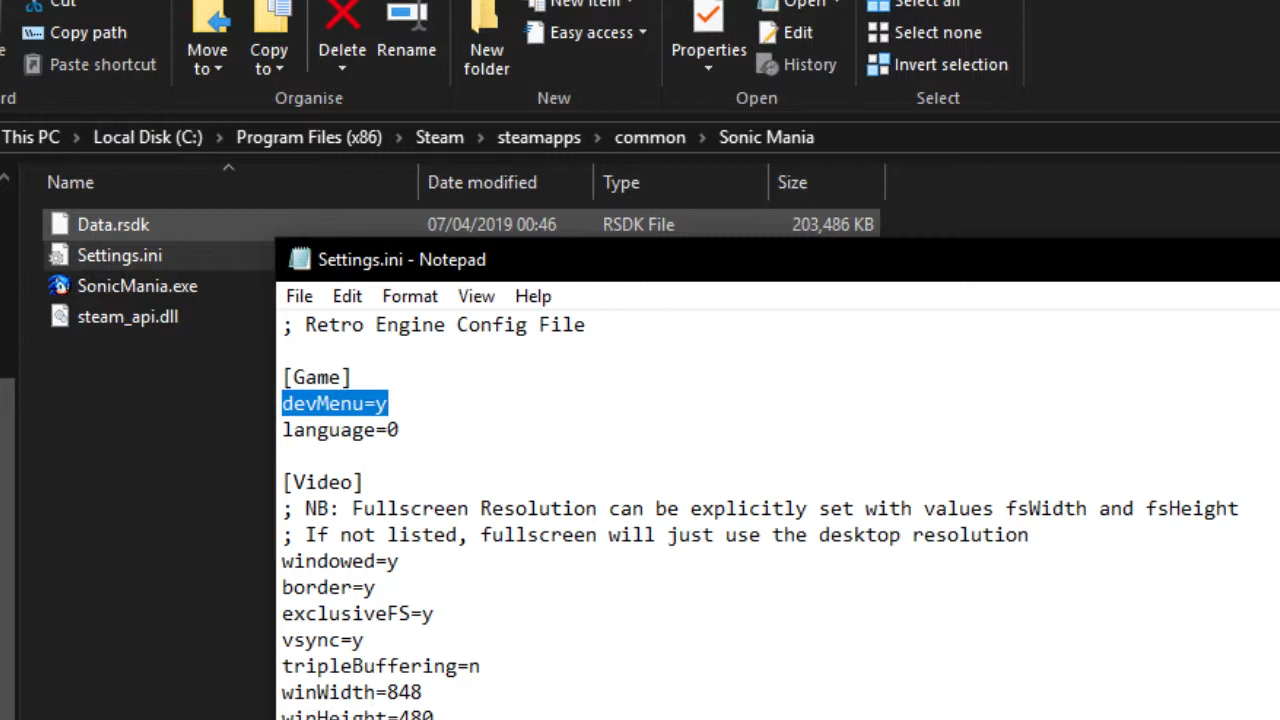 Cut New item Open Select all
Copy path Easy access Edit Select none
Move to Copy to Delete Rename New folder Properties
Paste shortcut History Invert selection
rd Organise New Open Select
This PC Local Disk (C:) Program Files (x86) Steam steamapps common Sonic Mania
Name Date modified Type Size
Data.rsdk 07/04/2019 00:46 RSDK File 203,486 KB
Settings.ini
SonicMania.exe
steam_api.dll
Settings.ini - Notepad
File Edit Format View Help
; Retro Engine Config File
[Game]
devMenu=y
language=0
[Video]
; NB: Fullscreen Resolution can be explicitly set with values fsWidth and fsHeight
; If not listed, fullscreen will just use the desktop resolution
windowed=y
border=y
exclusiveFS=y
vsync=y
tripleBuffering=n
winWidth=848
winHeight=480